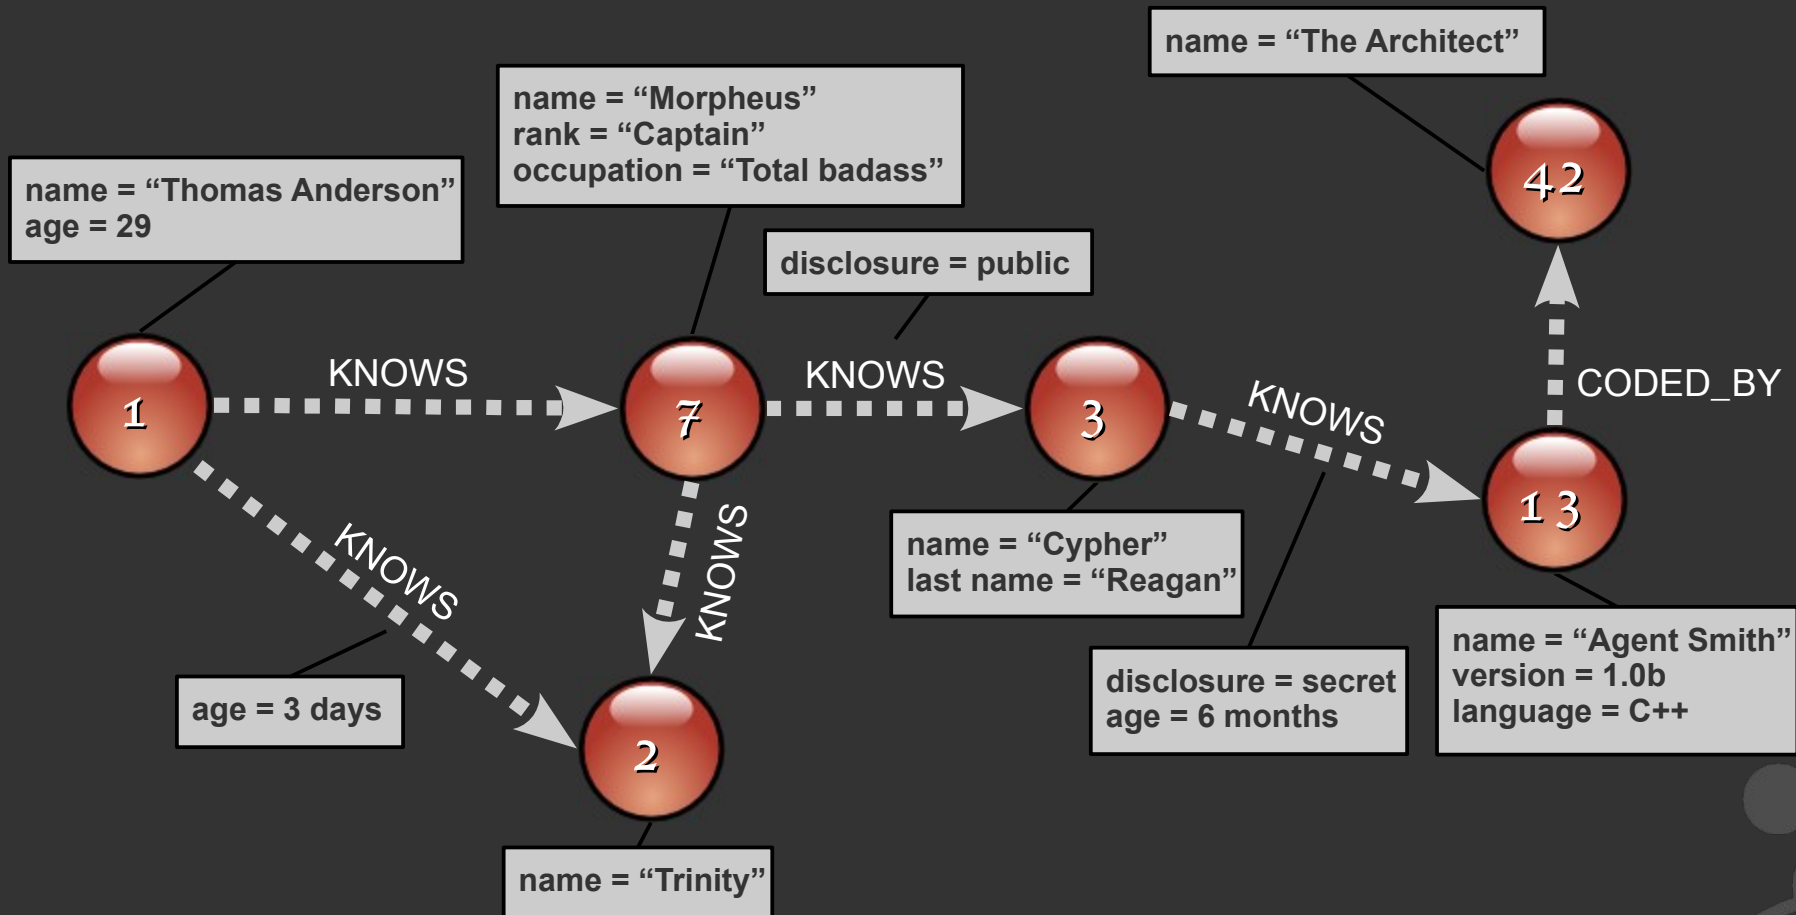 name = “The Architect”
name = “Morpheus”
rank = “Captain”
occupation = “Total badass”
42
name = “Thomas Anderson”
age = 29
disclosure = public
KNOWS
KNOWS
KNOWS
CODED_BY
1
7
3
13
KNOWS
KNOWS
name = “Cypher”
last name = “Reagan”
name = “Agent Smith”
version = 1.0b
language = C++
disclosure = secret
age = 6 months
age = 3 days
2
name = “Trinity”